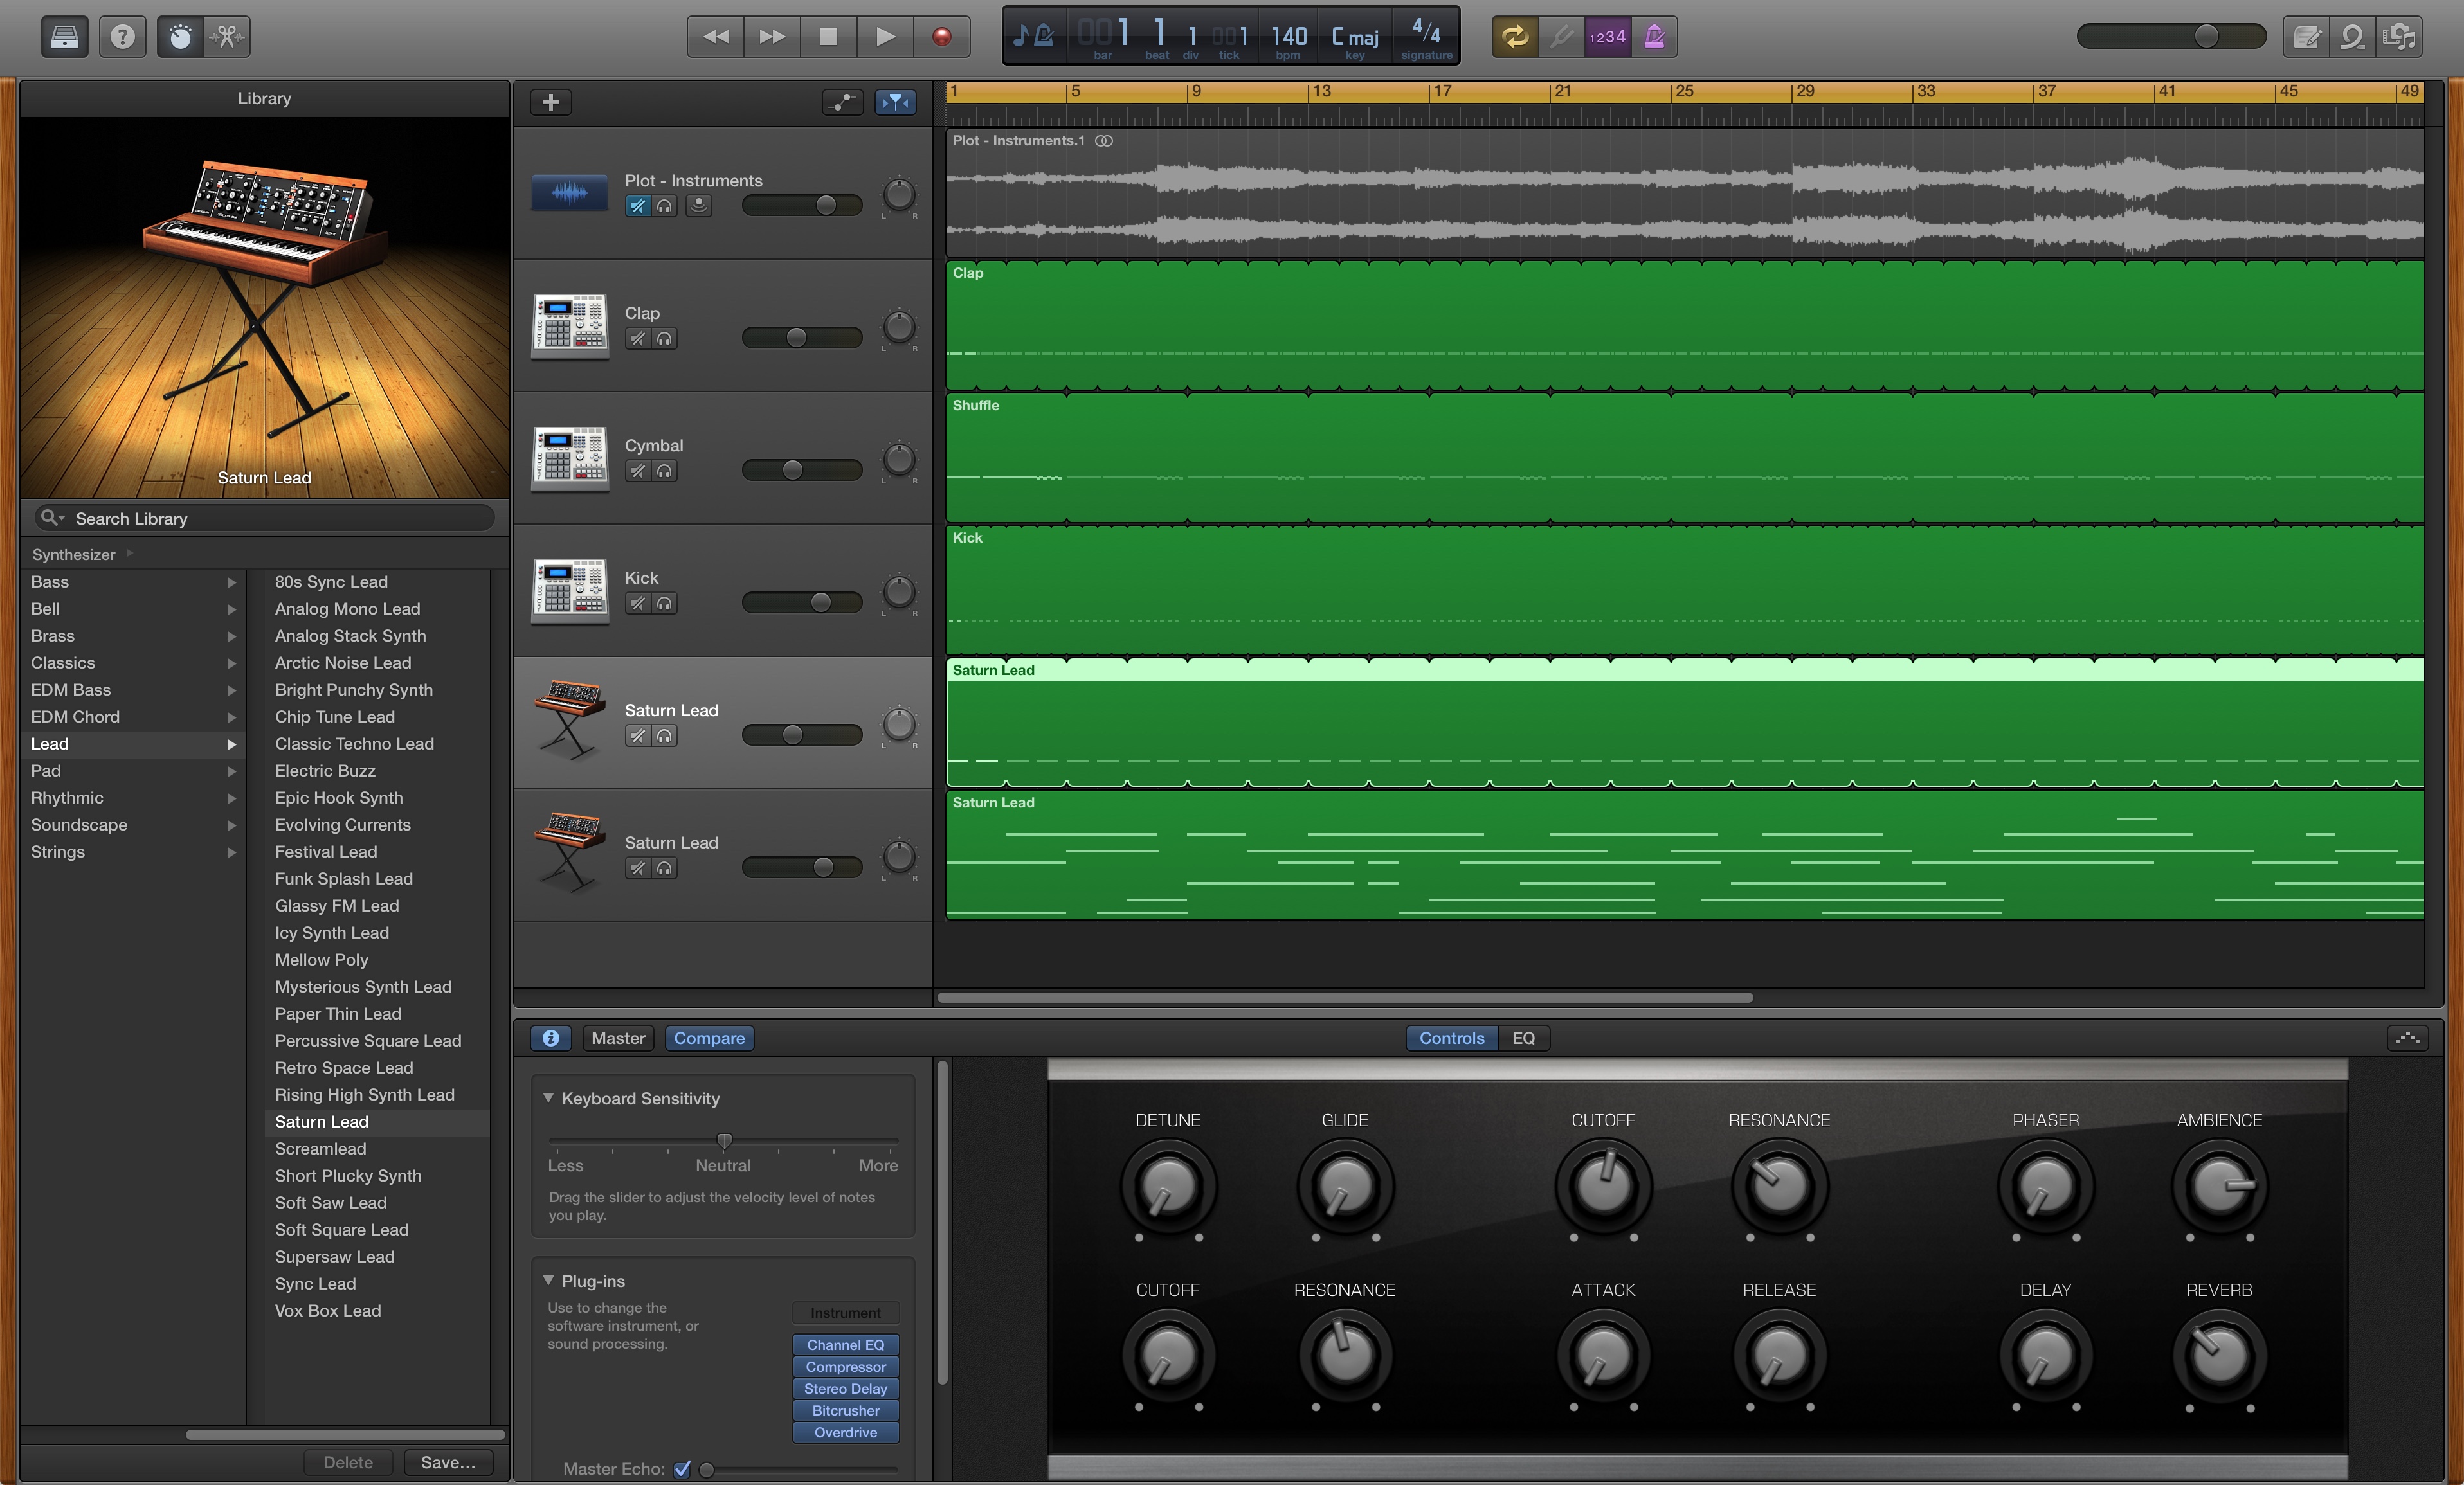 001 1 1 001 140 C maj 4/4
bar beat div tick bpm key signature
1234
Library
Saturn Lead
Search Library
Synthesizer
Bass
Bell
Brass
Classics
EDM Bass
EDM Chord
Lead
Pad
Rhythmic
Soundscape
Strings
80s Sync Lead
Analog Mono Lead
Analog Stack Synth
Arctic Noise Lead
Bright Punchy Synth
Chip Tune Lead
Classic Techno Lead
Electric Buzz
Epic Hook Synth
Evolving Currents
Festival Lead
Funk Splash Lead
Glassy FM Lead
Icy Synth Lead
Mellow Poly
Mysterious Synth Lead
Paper Thin Lead
Percussive Square Lead
Retro Space Lead
Rising High Synth Lead
Saturn Lead
Screamlead
Short Plucky Synth
Soft Saw Lead
Soft Square Lead
Supersaw Lead
Sync Lead
Vox Box Lead
Delete Save...
1 5 9 13 17 21 25 29 33 37 41 45 49
Plot - Instruments
L R
Plot - Instruments.1
Clap
L R
Clap
Cymbal
L R
Shuffle
Kick
L R
Kick
Saturn Lead
L R
Saturn Lead
Saturn Lead
L R
Saturn Lead
Master Compare Controls EQ
Keyboard Sensitivity
Less Neutral More
Drag the slider to adjust the velocity level of notes
you play.
Plug-ins
Use to change the
software instrument, or
sound processing.
Instrument
Channel EQ
Compressor
Stereo Delay
Bitcrusher
Overdrive
Master Echo:
DETUNE GLIDE CUTOFF RESONANCE PHASER AMBIENCE
CUTOFF RESONANCE ATTACK RELEASE DELAY REVERB